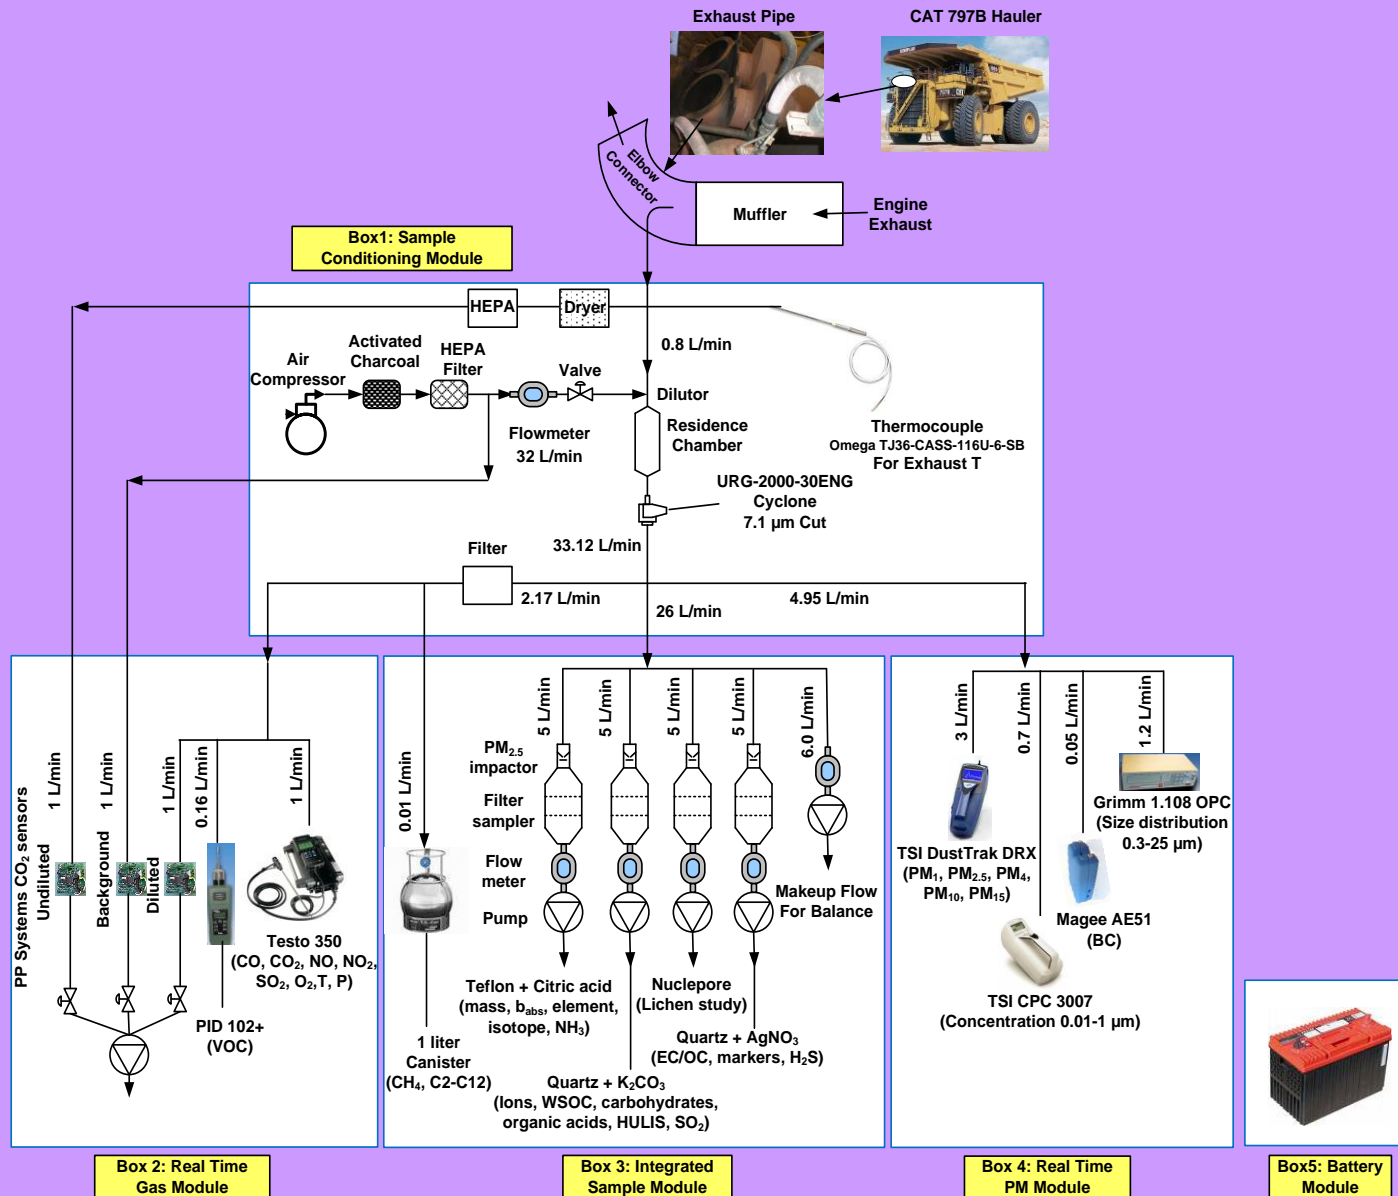 Exhaust Pipe
CAT 797B Hauler
Elbow
Connector
Muffler
Engine
Exhaust
Box1: Sample
Conditioning Module
HEPA
Dryer
0.8 L/min
Activated
Charcoal
HEPA
Filter
Valve
Air
Compressor
Dilutor
Flowmeter
32 L/min
Residence
Chamber
Thermocouple
Omega TJ36-CASS-116U-6-SB
For Exhaust T
URG-2000-30ENG
Cyclone
7.1 µm Cut
33.12 L/min
Filter
2.17 L/min
26 L/min
4.95 L/min
PP Systems CO₂ sensors
Undiluted
1 L/min
Background
1 L/min
Diluted
1 L/min
0.16 L/min
1 L/min
Testo 350
(CO, CO₂, NO, NO₂,
SO₂, O₂,T, P)
PID 102+
(VOC)
0.01 L/min
1 liter
Canister
(CH₄, C2-C12)
5 L/min
5 L/min
5 L/min
5 L/min
6.0 L/min
PM₂.₅
impactor
Filter
sampler
Flow
meter
Pump
Makeup Flow
For Balance
Teflon + Citric acid
(mass, bₐbₛ, element,
isotope, NH₃)
Nuclepore
(Lichen study)
Quartz + AgNO₃
(EC/OC, markers, H₂S)
Quartz + K₂CO₃
(Ions, WSOC, carbohydrates,
organic acids, HULIS, SO₂)
3 L/min
0.7 L/min
0.05 L/min
1.2 L/min
Grimm 1.108 OPC
(Size distribution
0.3-25 µm)
TSI DustTrak DRX
(PM₁, PM₂.₅, PM₄,
PM₁₀, PM₁₅)
Magee AE51
(BC)
TSI CPC 3007
(Concentration 0.01-1 µm)
Box 2: Real Time
Gas Module
Box 3: Integrated
Sample Module
Box 4: Real Time
PM Module
Box5: Battery
Module